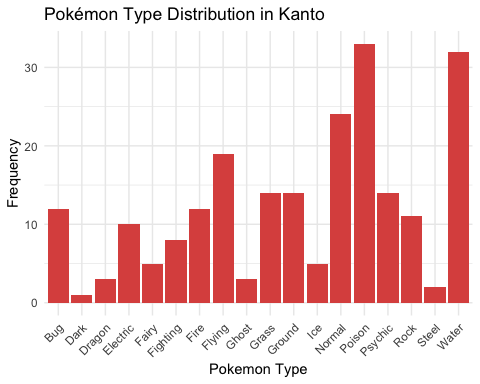 Pokémon Type Distribution in Kanto
Frequency
30
20
10
0
Bug
Dark
Dragon
Electric
Fairy
Fighting
Fire
Flying
Ghost
Grass
Ground
Ice
Normal
Poison
Psychic
Rock
Steel
Water
Pokemon Type